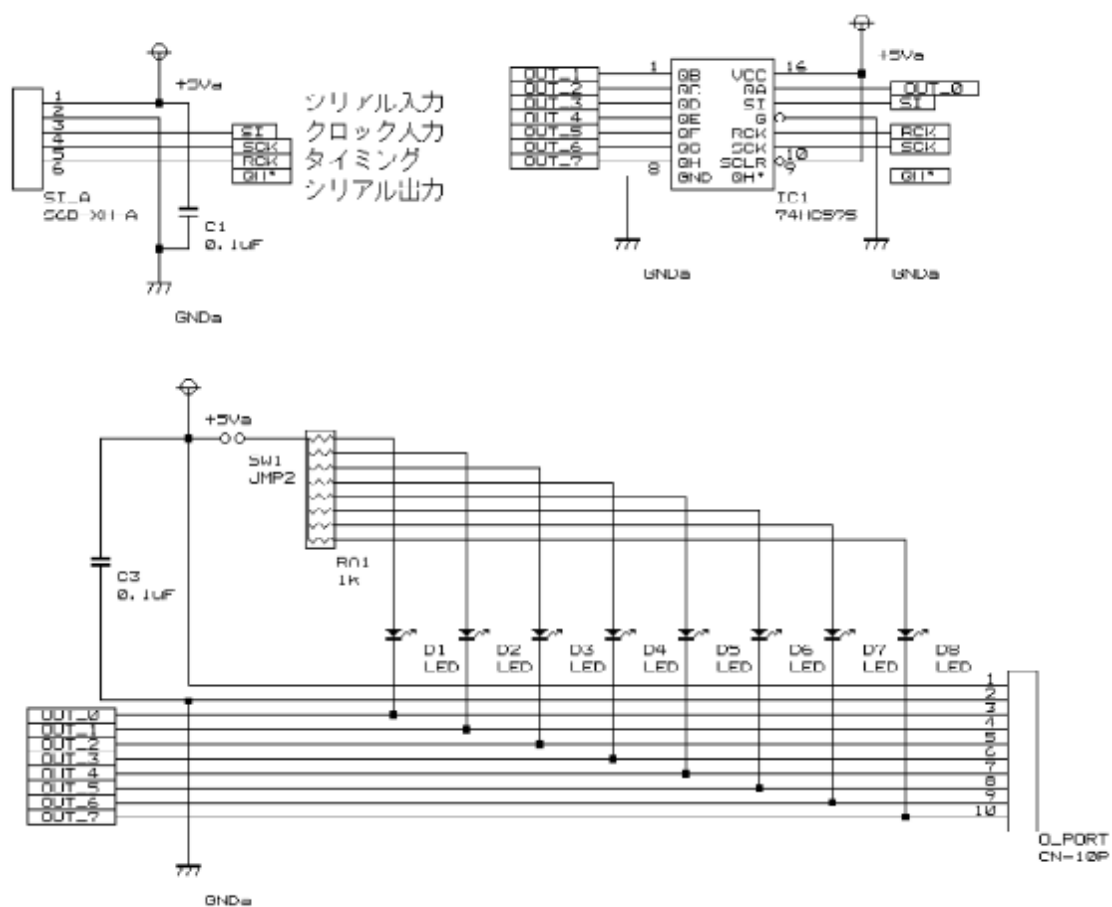 +5Va
1
2
3
4
5
6
SI
SCK
RCK
QH*
シリアル入力
クロック入力
タイミング
シリアル出力
SI_A
C1
0.1uF
GNDa
+5Va
OUT_1
OUT_2
OUT_3
OUT_4
OUT_5
OUT_6
OUT_7
1
8
QB
QC
QD
QE
QF
QG
QH
GND
VCC
QA
SI
G
RCK
SCK
SCLR
QH*
16
10
9
OUT_0
SI
RCK
SCK
QH*
IC1
74HC595
GNDa
GNDa
+5Va
SW1
JMP2
RA1
1k
C3
0.1uF
D1
LED
D2
LED
D3
LED
D4
LED
D5
LED
D6
LED
D7
LED
D8
LED
OUT_0
OUT_1
OUT_2
OUT_3
OUT_4
OUT_5
OUT_6
OUT_7
1
2
3
4
5
6
7
8
9
10
O_PORT
CN-10P
GNDa